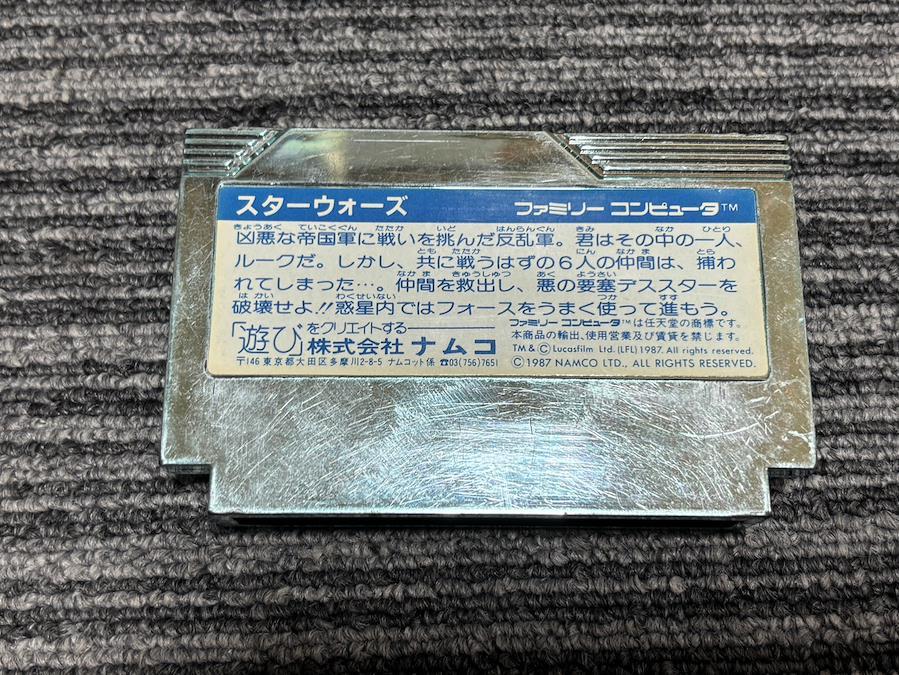 スターウォーズ ファミリー コンピュータ™
凶悪な帝国軍に戦いを挑んだ反乱軍。君はその中の一人、
ルークだ。しかし、共に戦うはずの6人の仲間は、捕わ
れてしまった…。仲間を救出し、悪の要塞デススターを
破壊せよ!!惑星内ではフォースをうまく使って進もう。
「遊び」をクリエイトする
株式会社 ナムコ
〒146 東京都大田区多摩川2-8-5 ナムコット係 ☎03(756)7651
ファミリー コンピュータ™は任天堂の商標です。
本商品の輸出、使用営業及び賃貸を禁じます。
TM & Ⓒ Lucasfilm Ltd. (LFL) 1987. All rights reserved.
Ⓒ 1987 NAMCO LTD., ALL RIGHTS RESERVED.